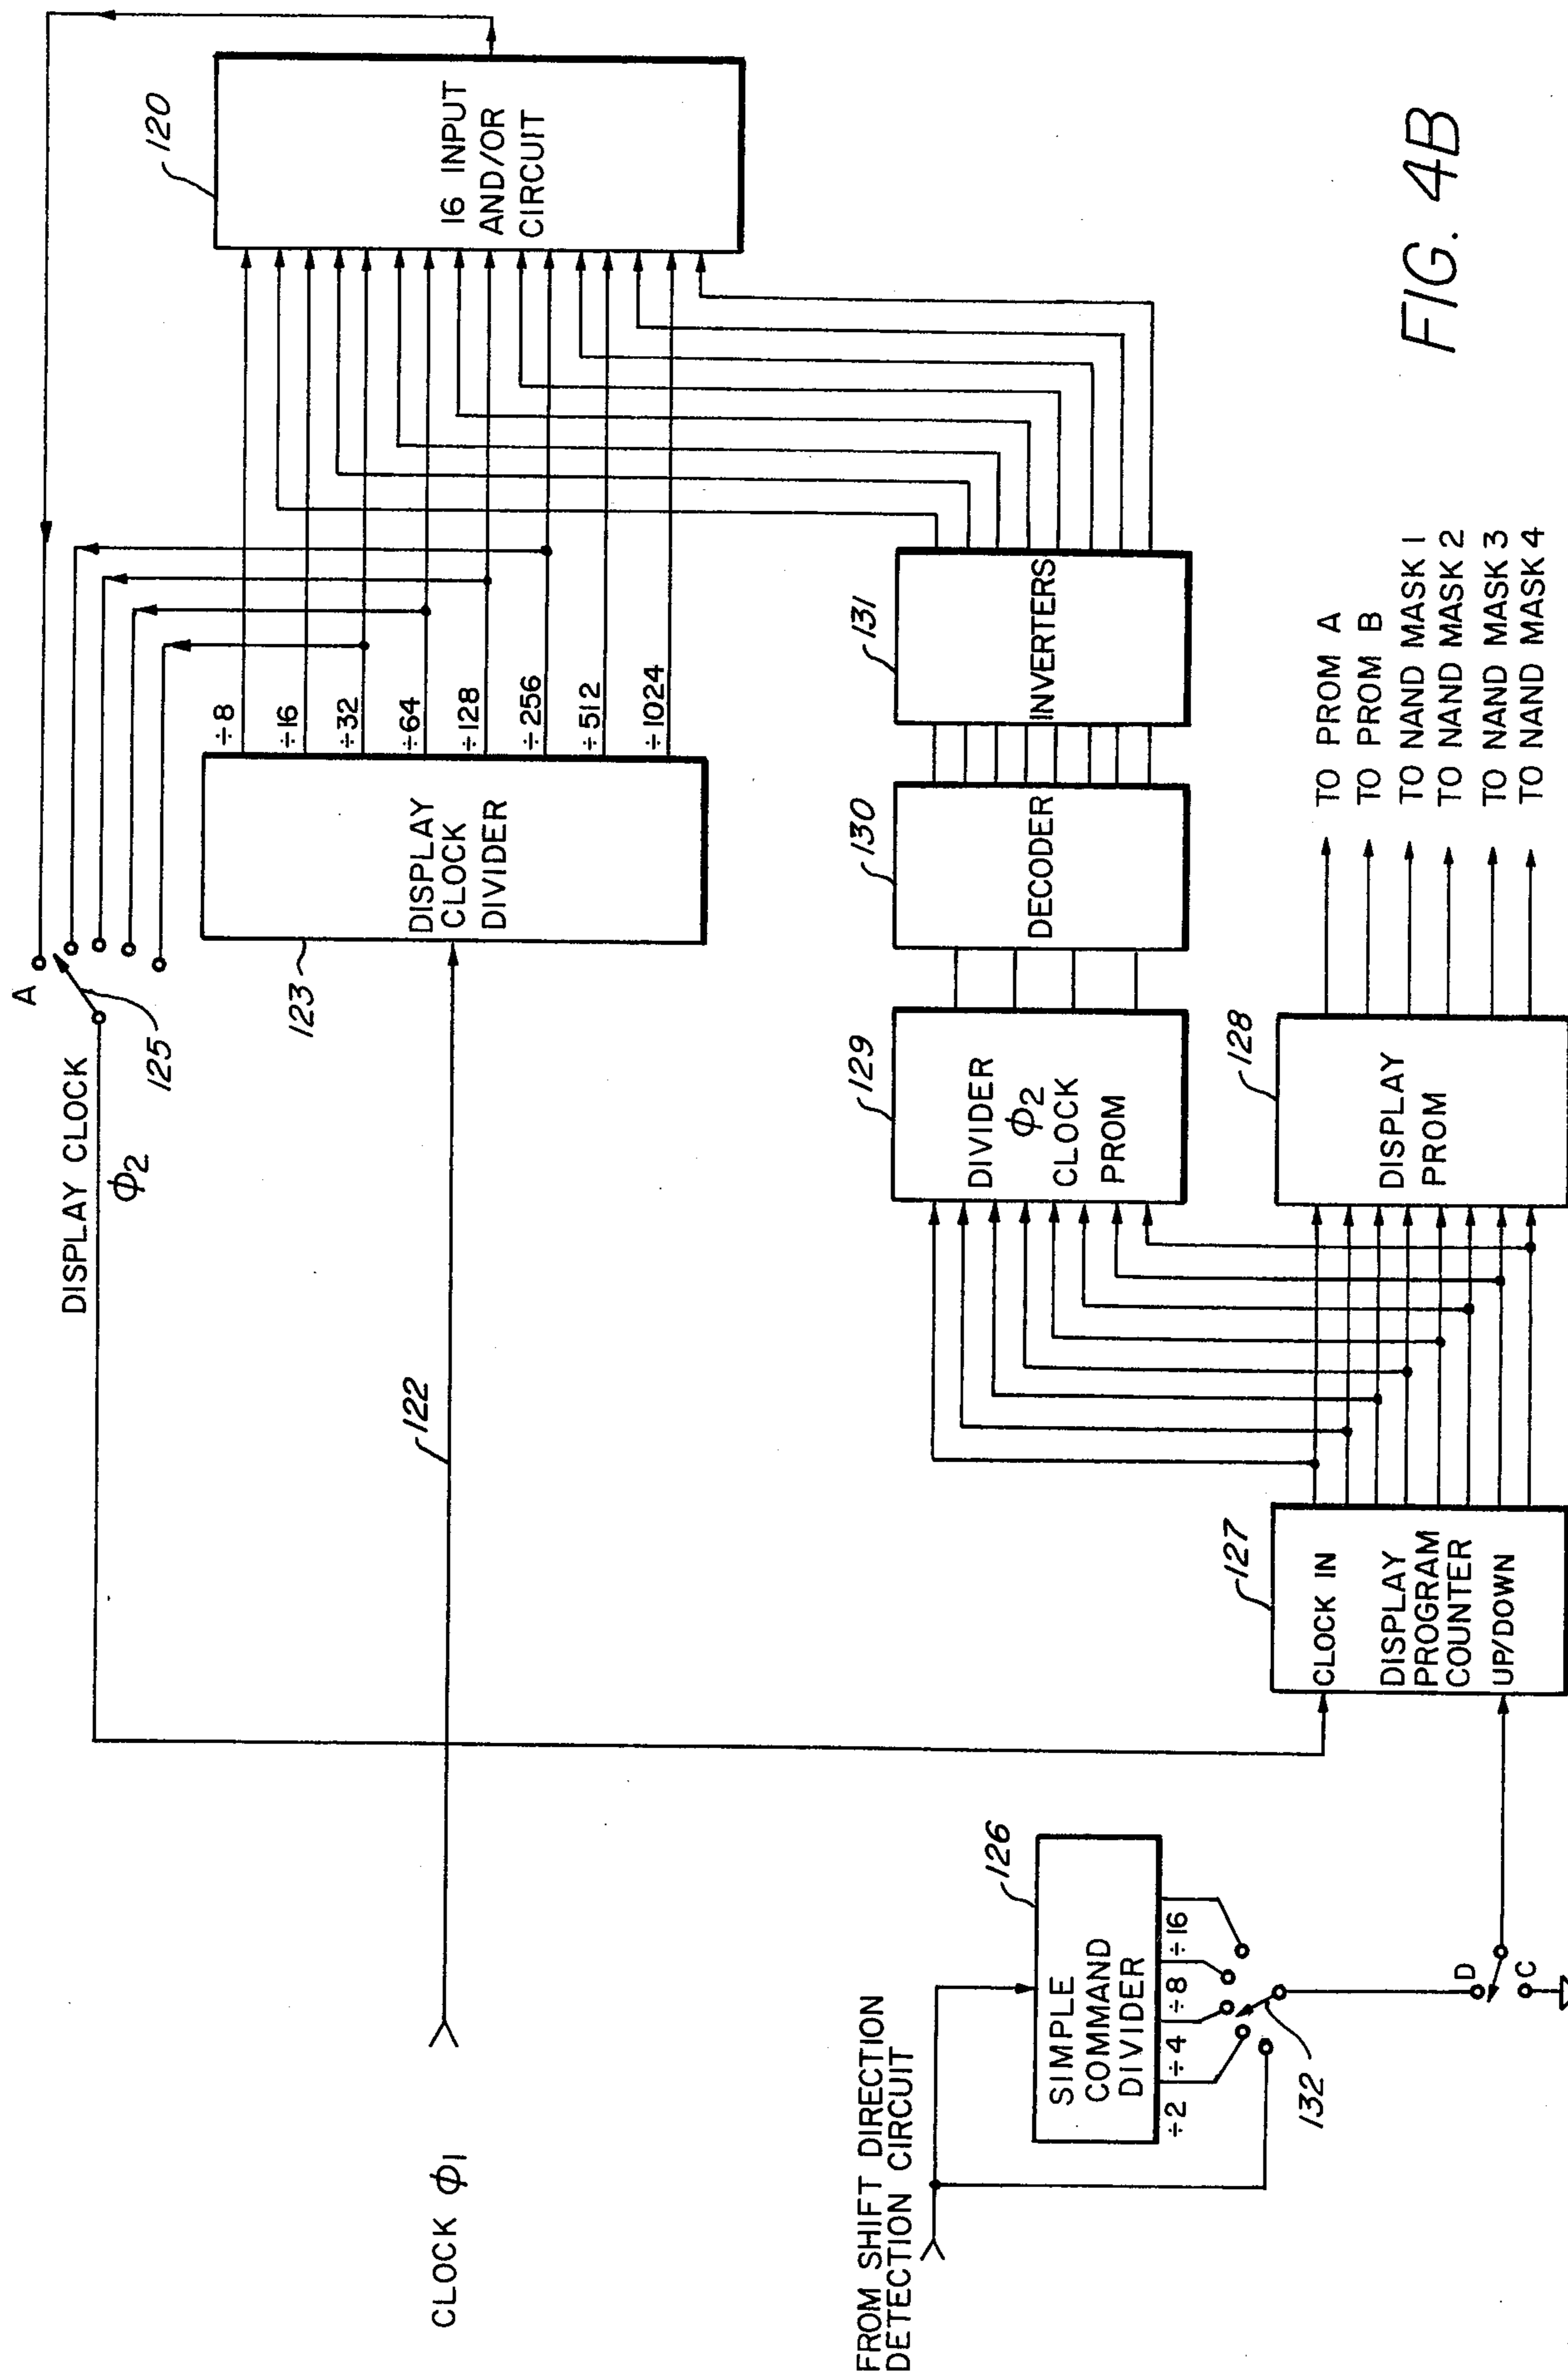 A
DISPLAY CLOCK
Φ2
125
120
16 INPUT
AND/OR
CIRCUIT
CLOCK Φ1
122
123
DISPLAY
CLOCK
DIVIDER
÷8
÷16
÷32
÷64
÷128
÷256
÷512
÷1024
129
DIVIDER
Φ2
CLOCK
PROM
130
DECODER
131
INVERTERS
FROM SHIFT DIRECTION
DETECTION CIRCUIT
126
SIMPLE
COMMAND
DIVIDER
÷2
÷4
÷8
÷16
132
D
C
127
CLOCK IN
DISPLAY
PROGRAM
COUNTER
UP/DOWN
128
DISPLAY
PROM
TO PROM A
TO PROM B
TO NAND MASK 1
TO NAND MASK 2
TO NAND MASK 3
TO NAND MASK 4
FIG. 4B